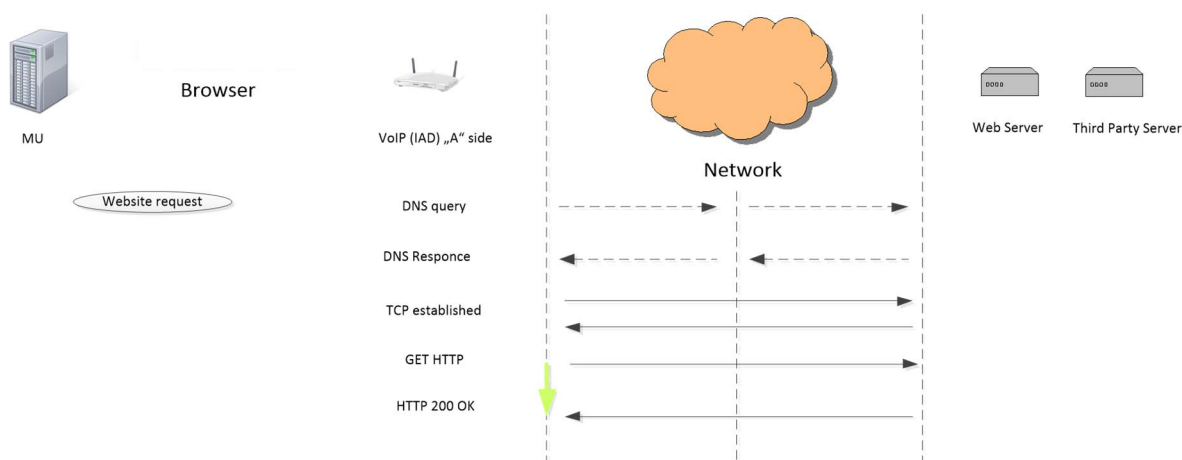 Browser
MU
VoIP (IAD) „A“ side
Web Server
Third Party Server
Network
Website request
DNS query
DNS Responce
TCP established
GET HTTP
HTTP 200 OK